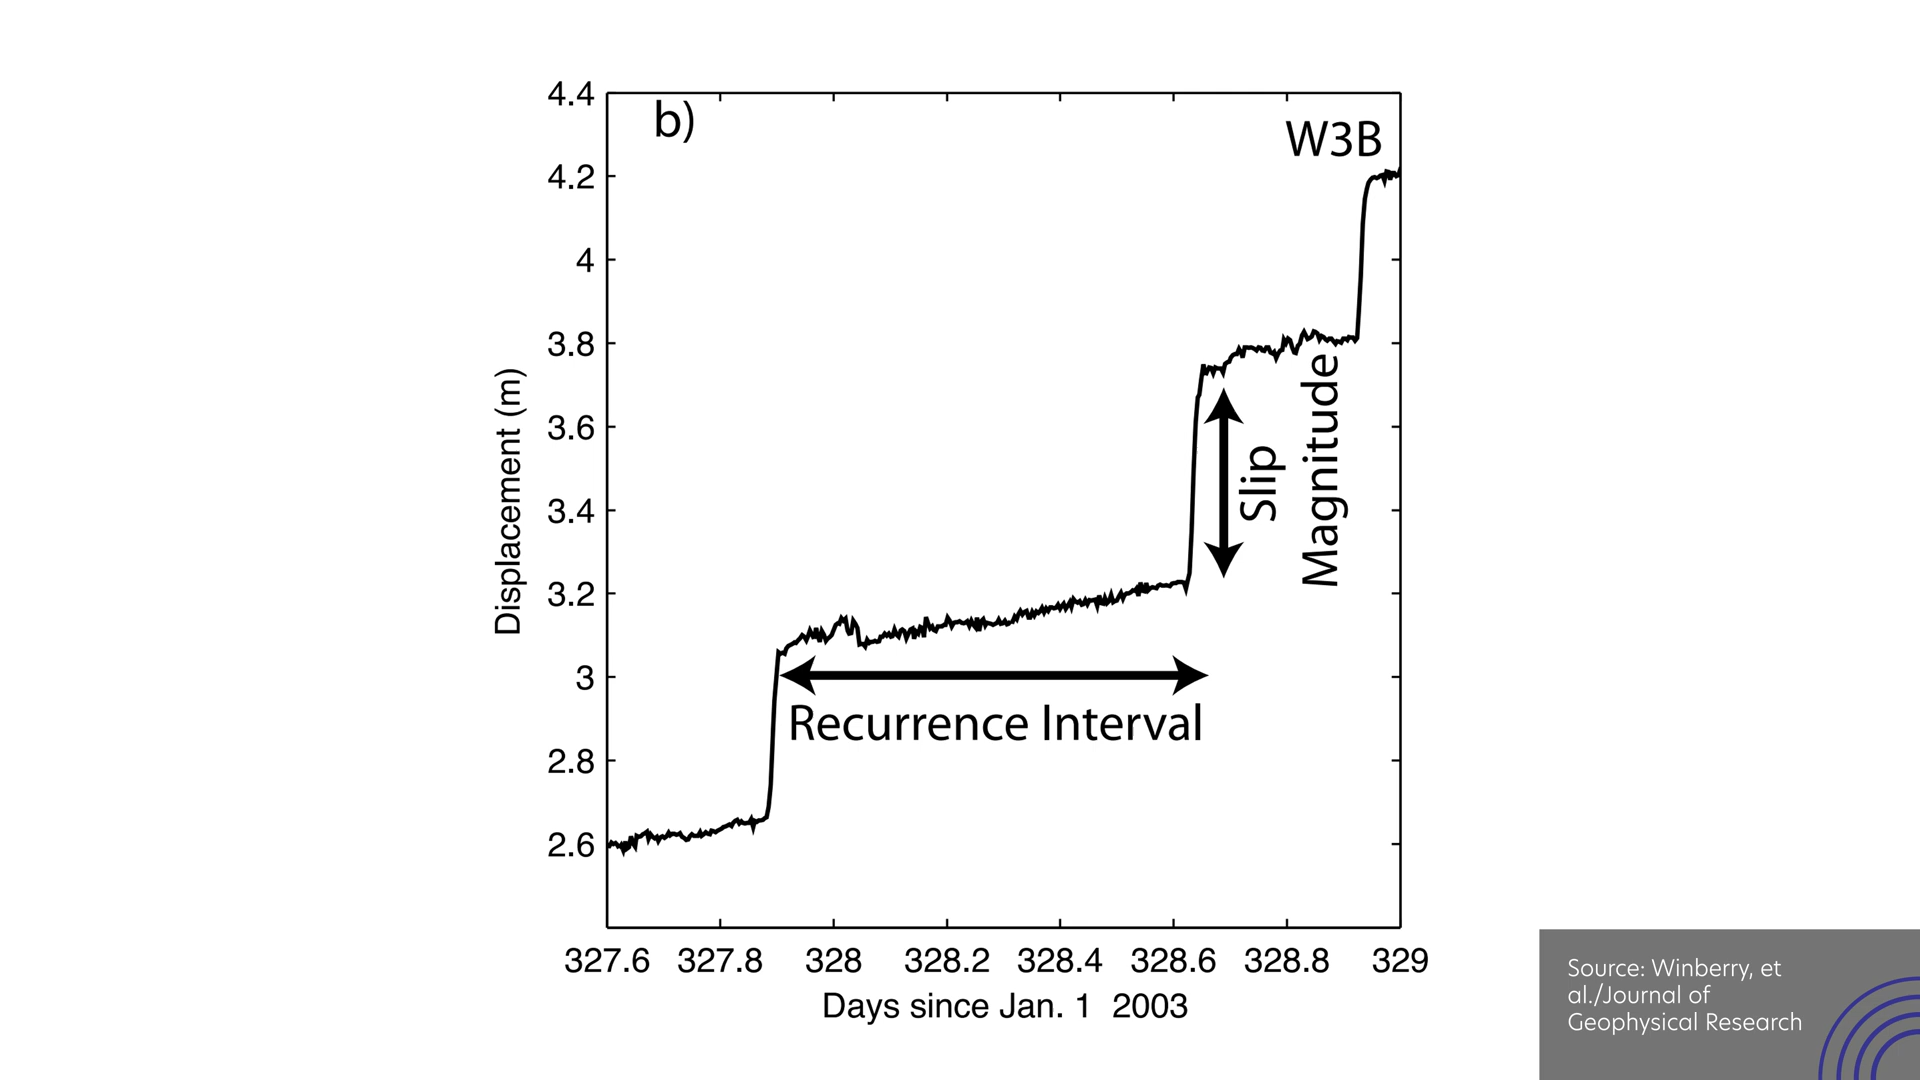 b)
W3B
4.4
4.2
4
3.8
3.6
3.4
3.2
3
2.8
2.6
Displacement (m)
Slip
Magnitude
Recurrence Interval
327.6 327.8 328 328.2 328.4 328.6 328.8 329
Days since Jan. 1 2003
Source: Winberry, et
al./Journal of
Geophysical Research